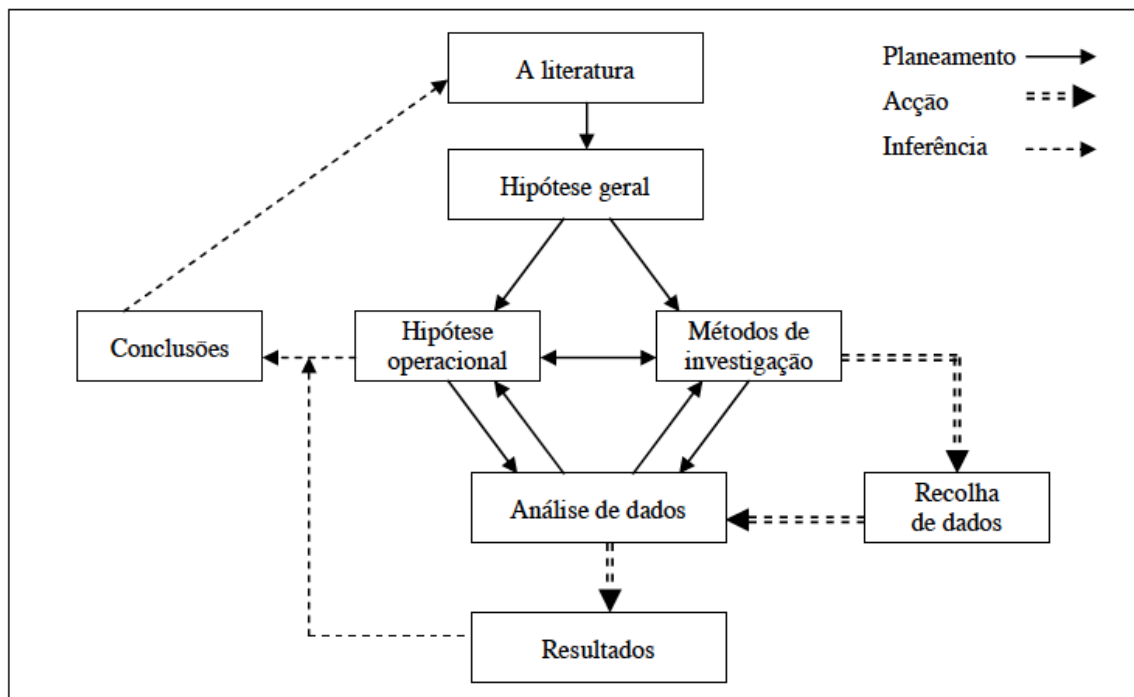 A literatura
Planeamento
Acção
Inferência
Hipótese geral
Conclusões
Hipótese
operacional
Métodos de
investigação
Análise de dados
Recolha
de dados
Resultados